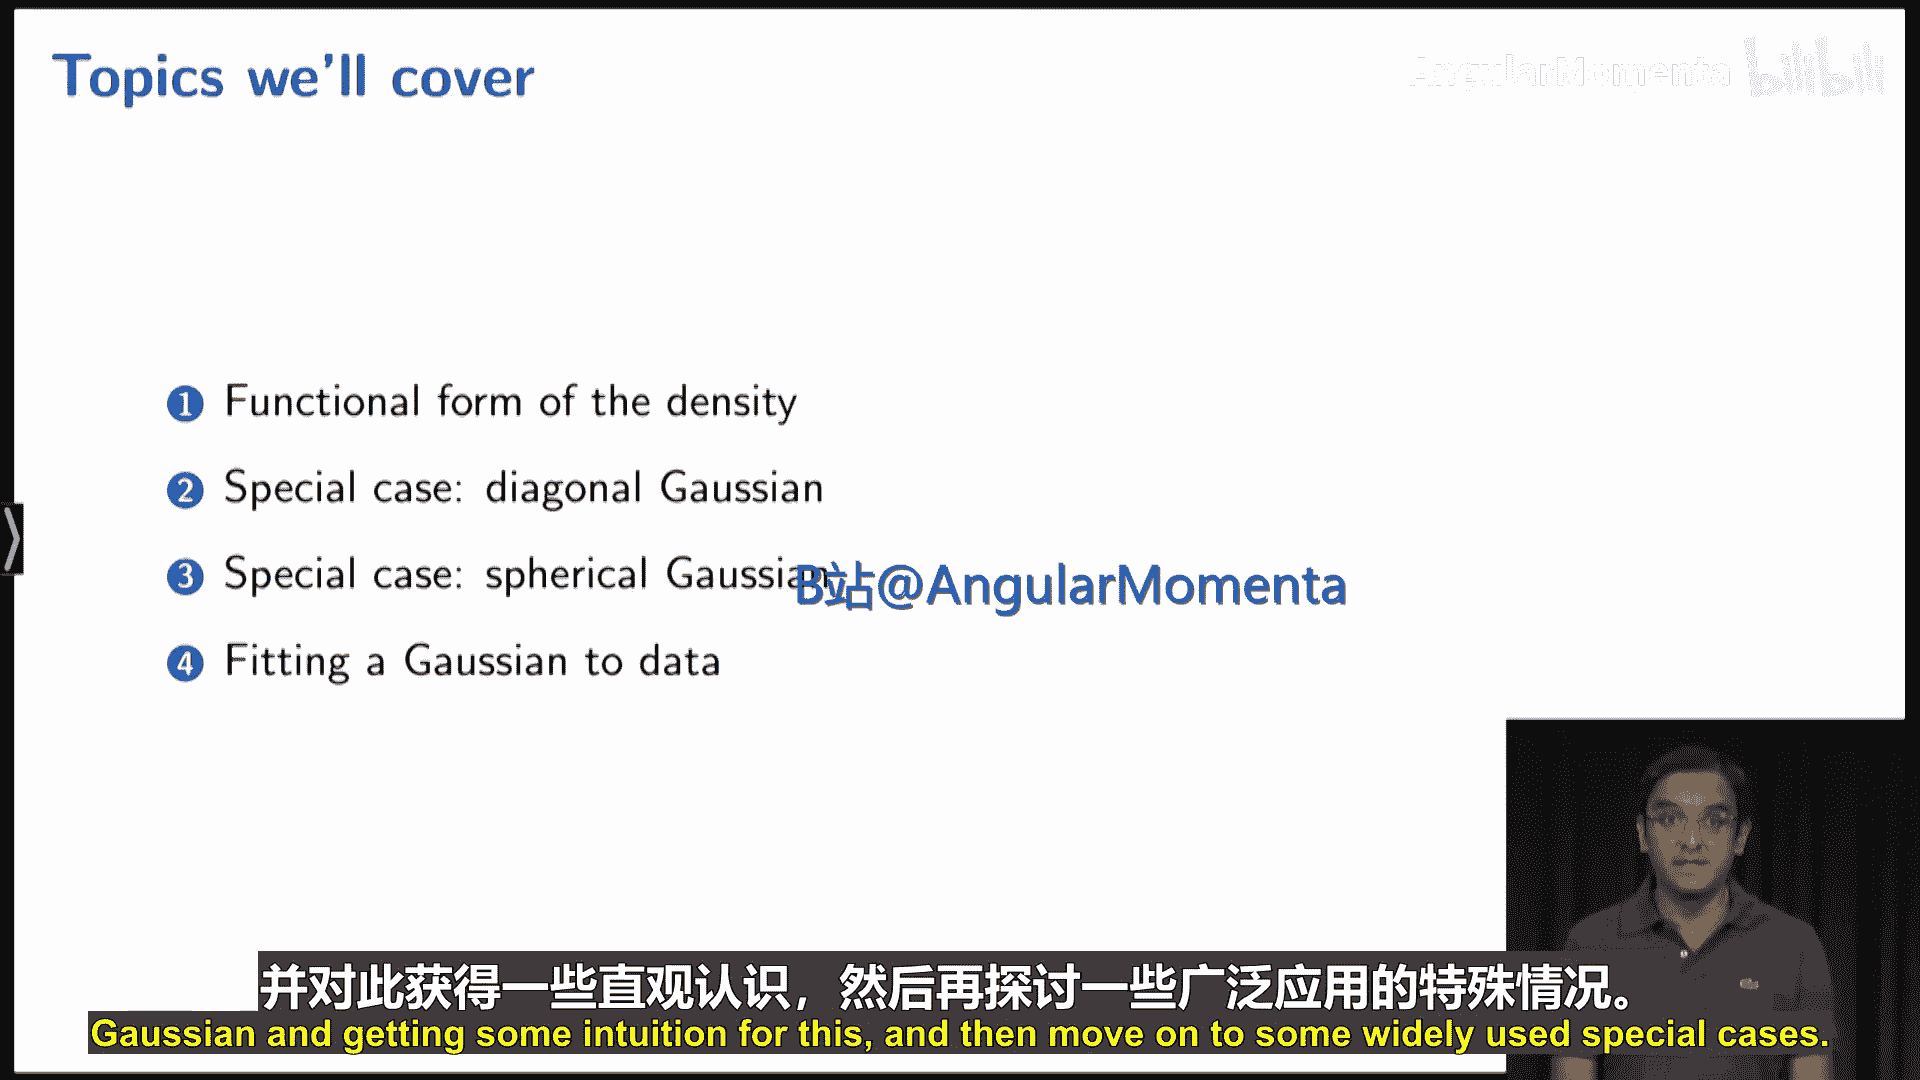 Topics we'll cover
AngularMomenta bilibili
1 Functional form of the density
2 Special case: diagonal Gaussian
3 Special case: spherical Gaussian
B站@AngularMomenta
4 Fitting a Gaussian to data
并对此获得一些直观认识，然后再探讨一些广泛应用的特殊情况。
Gaussian and getting some intuition for this, and then move on to some widely used special cases.